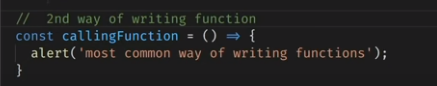 //  2nd way of writing function
const callingFunction = () => {
  alert('most common way of writing functions');
}